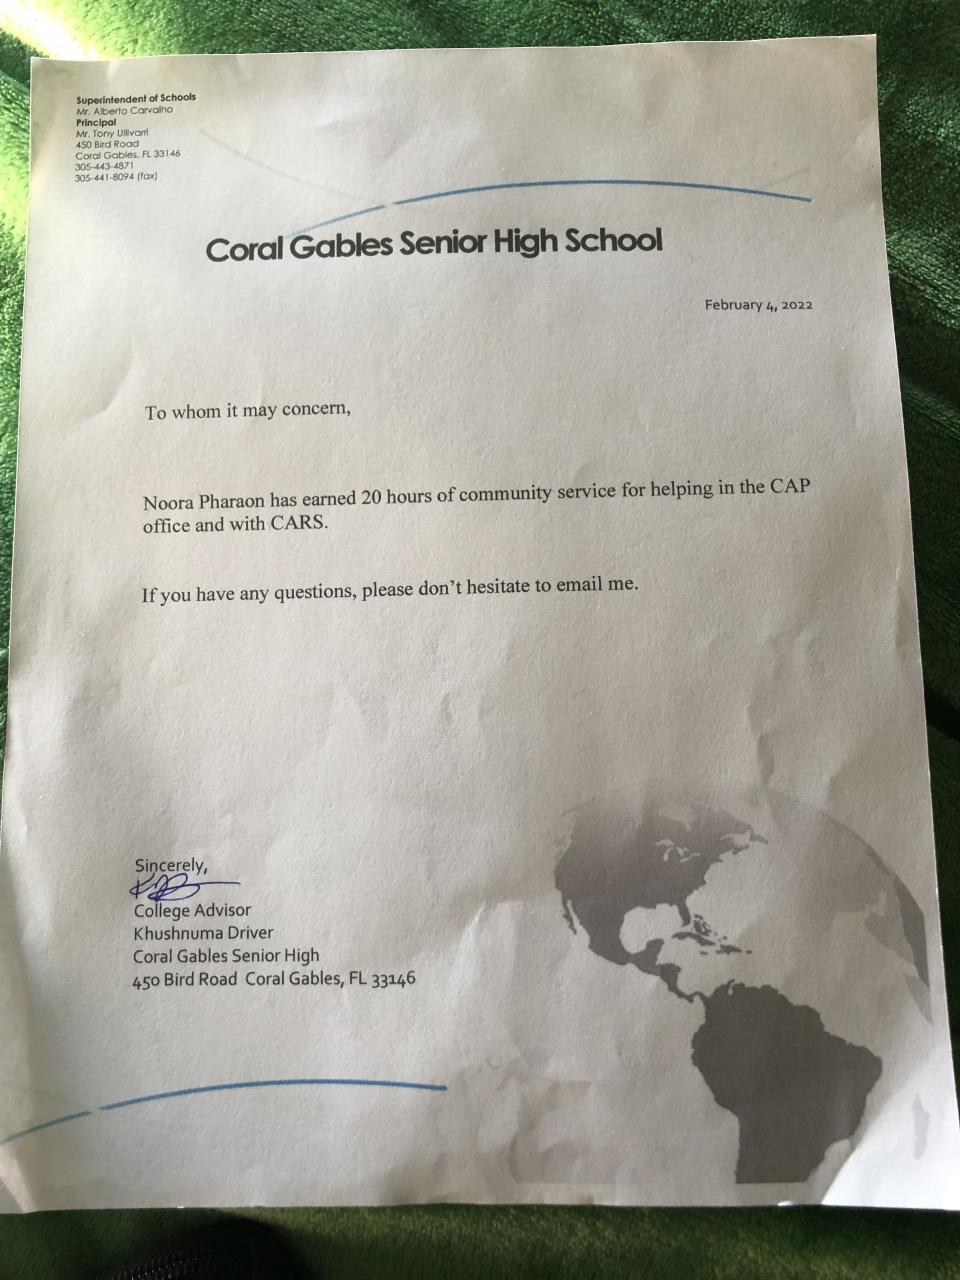 Superintendent of Schools
Mr. Alberto Carvalho
Principal
Mr. Tony Ullivarri
450 Bird Road
Coral Gables, FL 33146
305-443-4871
305-441-8094 (fax)
Coral Gables Senior High School
February 4, 2022
To whom it may concern,
Noora Pharaon has earned 20 hours of community service for helping in the CAP
office and with CARS.
If you have any questions, please don't hesitate to email me.
Sincerely,
College Advisor
Khushnuma Driver
Coral Gables Senior High
450 Bird Road Coral Gables, FL 33146